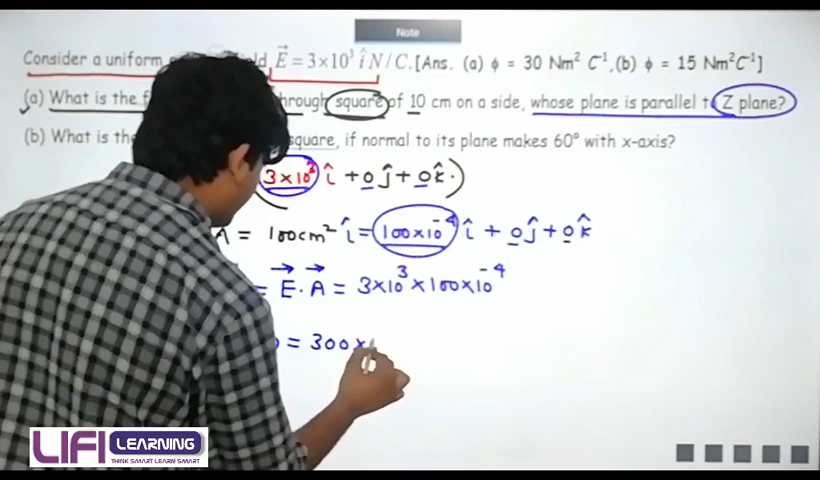 Note
Consider a uniform E⃗ = 3×10³ î N/C. [Ans. (a) ϕ = 30 Nm² C⁻¹,(b) ϕ = 15 Nm²C⁻¹]
(a) What is the through square of 10 cm on a side, whose plane is parallel to Z plane?
(b) What is the square, if normal to its plane makes 60° with x-axis?
î + 0ĵ + 0k̂.)
A = 100cm² î = 100×10⁻⁴ î + 0ĵ + 0k̂
= E⃗ . A⃗ = 3×10³ × 100×10⁻⁴
= 300×
LIFI LEARNING
THINK SMART LEARN SMART